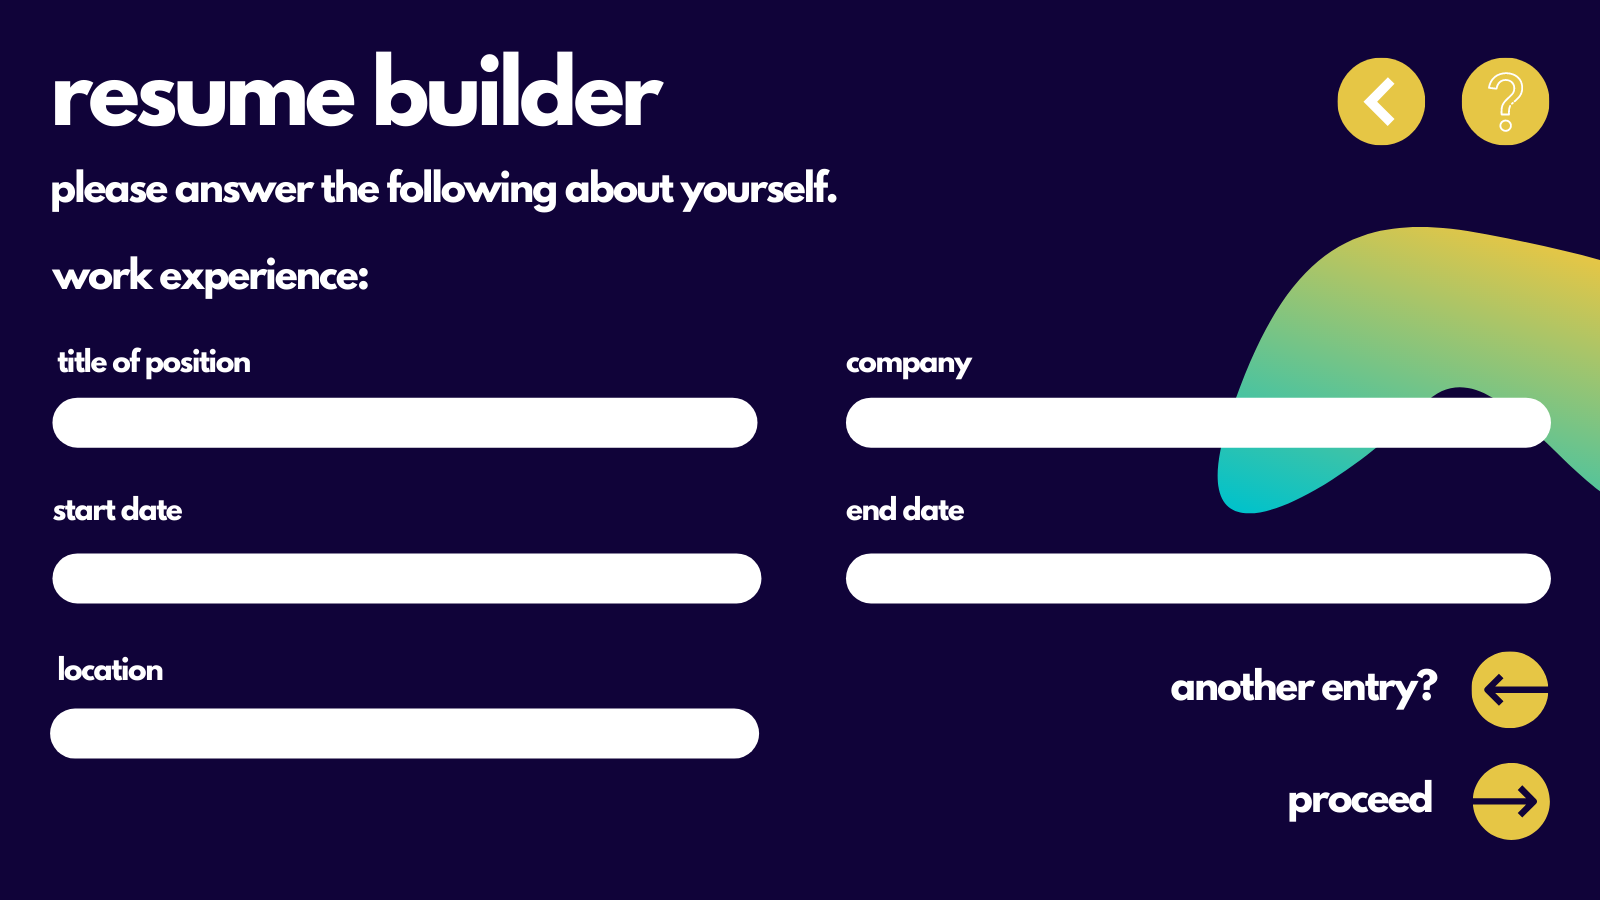 resume builder
?
please answer the following about yourself.
work experience:
title of position
company
start date
end date
location
another entry?
proceed